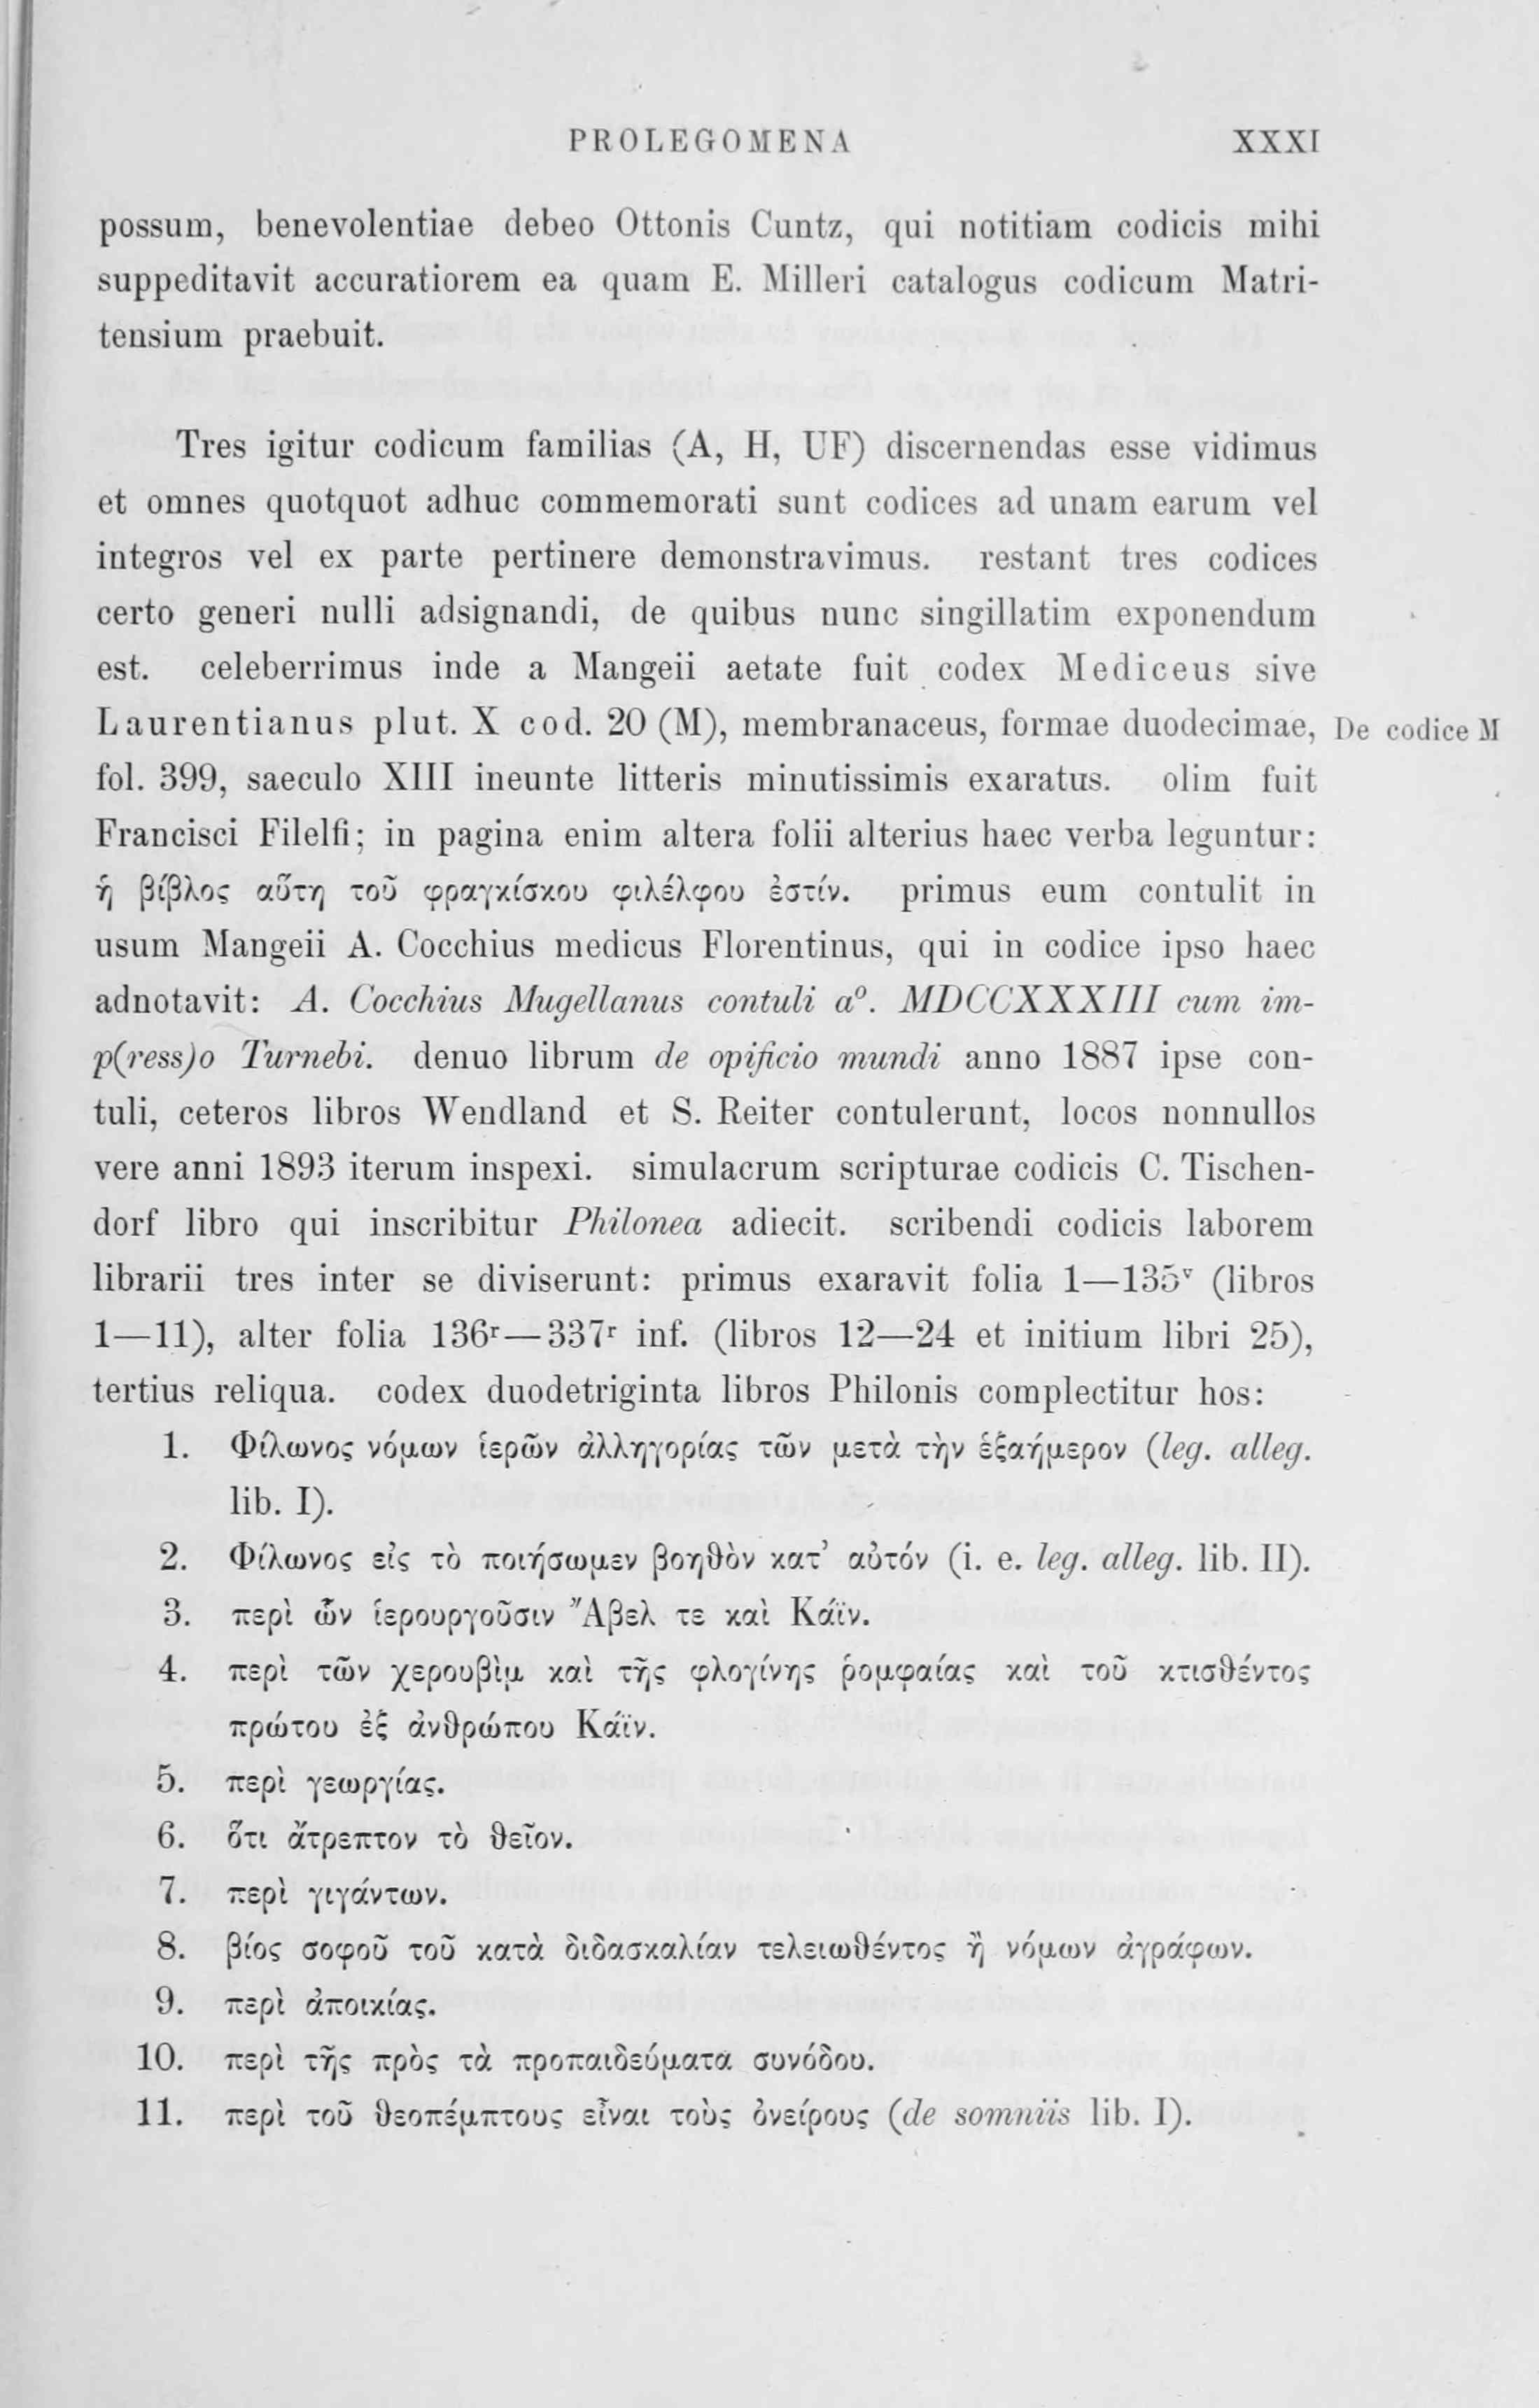 PROLEGOMENA XXXI
possum, benevolentiae debeo Ottonis Cuntz, qui notitiam codicis mihi
suppeditavit accuratiorem ea quam E. Milleri catalogus codicum Matri-
tensium praebuit.
Tres igitur codicum familias (A, H, UF) discernendas esse vidimus
et omnes quotquot adhuc commemorati sunt codices ad unam earum vel
integros vel ex parte pertinere demonstravimus. restant tres codices
certo generi nulli adsignandi, de quibus nunc singillatim exponendum
est. celeberrimus inde a Mangeii aetate fuit codex Mediceus sive
Laurentianus plut. X cod. 20 (M), membranaceus, formae duodecimae, De codice M
fol. 399, saeculo XIII ineunte litteris minutissimis exaratus. olim fuit
Francisci Filelfi; in pagina enim altera folii alterius haec verba leguntur:
ἡ βίβλος αὕτη τοῦ φραγκίσκου φιλέλφου ἐστίν. primus eum contulit in
usum Mangeii A. Cocchius medicus Florentinus, qui in codice ipso haec
adnotavit: A. Cocchius Mugellanus contuli a⁰. MDCCXXXIII cum im-
p(ress)o Turnebi. denuo librum de opificio mundi anno 1887 ipse con-
tuli, ceteros libros Wendland et S. Reiter contulerunt, locos nonnullos
vere anni 1893 iterum inspexi. simulacrum scripturae codicis C. Tischen-
dorf libro qui inscribitur Philonea adiecit. scribendi codicis laborem
librarii tres inter se diviserunt: primus exaravit folia 1—135ᵛ (libros
1—11), alter folia 136ʳ—337ʳ inf. (libros 12—24 et initium libri 25),
tertius reliqua. codex duodetriginta libros Philonis complectitur hos:
1. Φίλωνος νόμων ἱερῶν ἀλληγορίας τῶν μετὰ τὴν ἑξαήμερον (leg. alleg.
lib. I).
2. Φίλωνος εἰς τὸ ποιήσωμεν βοηθὸν κατ’ αὐτόν (i. e. leg. alleg. lib. II).
3. περὶ ὧν ἱερουργοῦσιν Ἄβελ τε καὶ Κάϊν.
4. περὶ τῶν χερουβὶμ καὶ τῆς φλογίνης ῥομφαίας καὶ τοῦ κτισθέντος
πρώτου ἐξ ἀνθρώπου Κάϊν.
5. περὶ γεωργίας.
6. ὅτι ἄτρεπτον τὸ θεῖον.
7. περὶ γιγάντων.
8. βίος σοφοῦ τοῦ κατὰ διδασκαλίαν τελειωθέντος ἢ νόμων ἀγράφων.
9. περὶ ἀποικίας.
10. περὶ τῆς πρὸς τὰ προπαιδεύματα συνόδου.
11. περὶ τοῦ θεοπέμπτους εἶναι τοὺς ὀνείρους (de somniis lib. I).